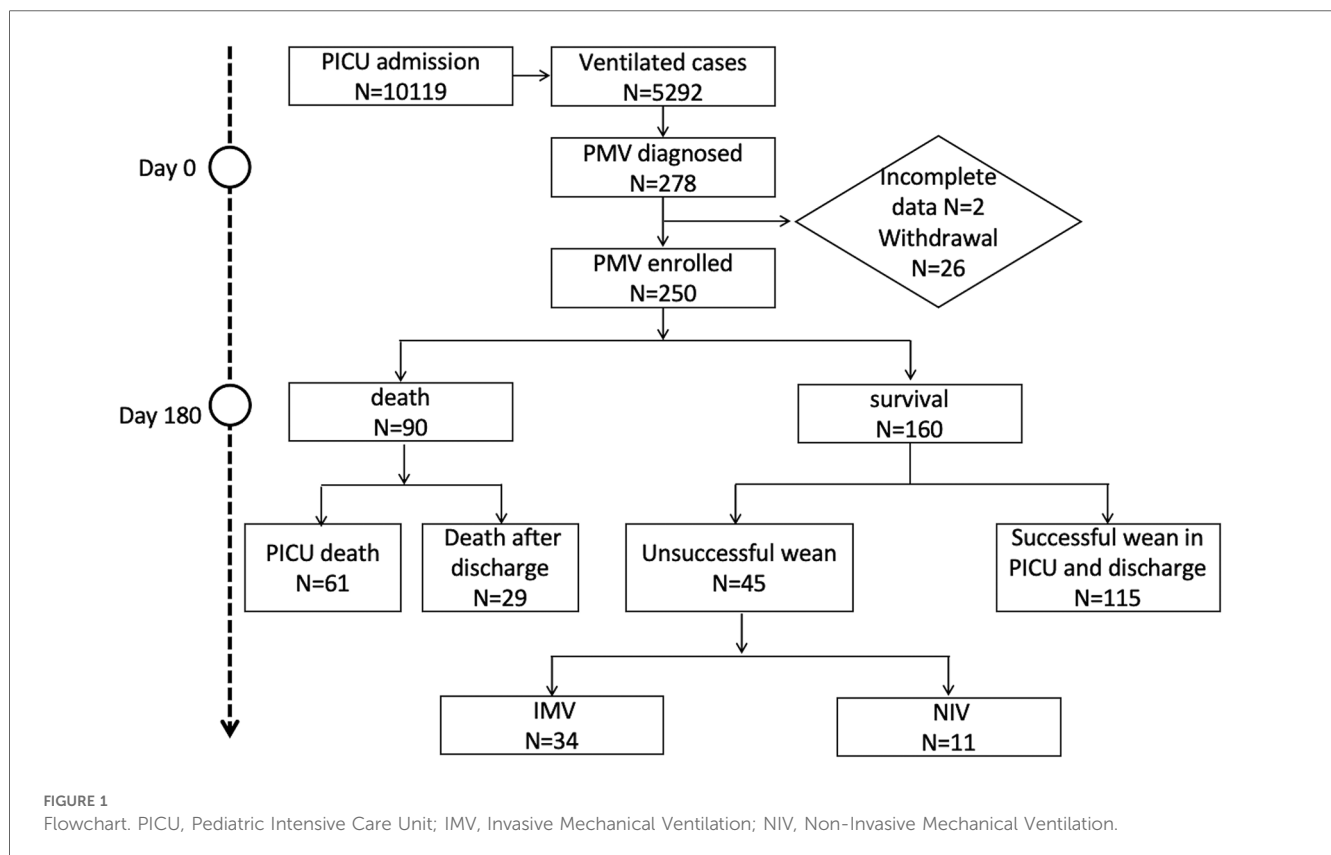 PICU admission
N=10119
Ventilated cases
N=5292
Day 0
PMV diagnosed
N=278
Incomplete
data N=2
Withdrawal
N=26
PMV enrolled
N=250
Day 180
death
N=90
survival
N=160
PICU death
N=61
Death after
discharge
N=29
Unsuccessful wean
N=45
Successful wean in
PICU and discharge
N=115
IMV
N=34
NIV
N=11
FIGURE 1
Flowchart. PICU, Pediatric Intensive Care Unit; IMV, Invasive Mechanical Ventilation; NIV, Non-Invasive Mechanical Ventilation.